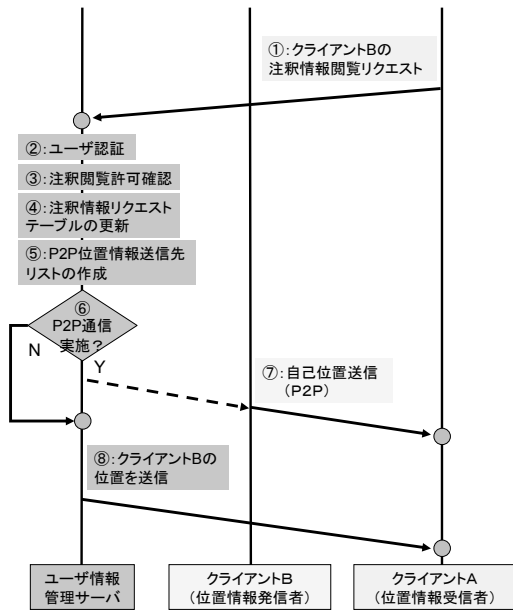 ①:クライアントBの
注釈情報閲覧リクエスト
②:ユーザ認証
③:注釈閲覧許可確認
④:注釈情報リクエスト
テーブルの更新
⑤:P2P位置情報送信先
リストの作成
⑥
P2P通信
実施?
N
Y
⑦:自己位置送信
(P2P)
⑧:クライアントBの
位置を送信
ユーザ情報
管理サーバ
クライアントB
(位置情報発信者)
クライアントA
(位置情報受信者)